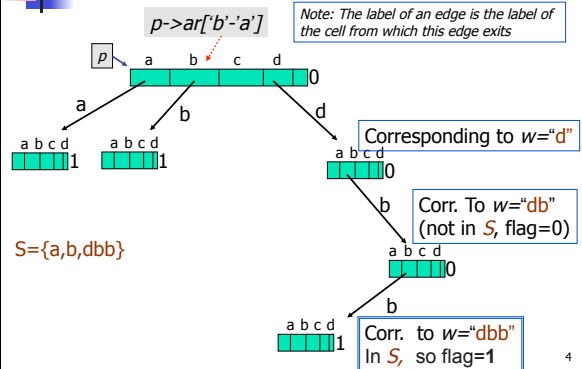 p->ar['b'-'a']
Note: The label of an edge is the label of
the cell from which this edge exits
p
a b c d
0
a
b
d
Corresponding to w="d"
a b c d
1
a b c d
1
a b c d
0
b
Corr. To w="db"
(not in S, flag=0)
S={a,b,dbb}
a b c d
0
b
a b c d
1
Corr. to w="dbb"
In S, so flag=1
4